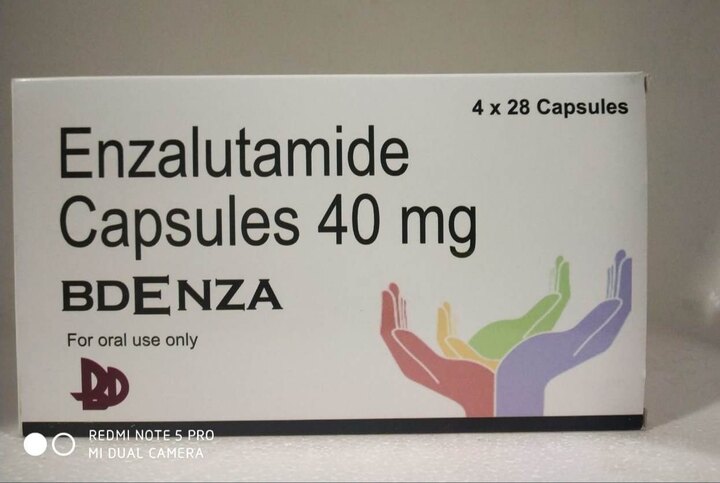 4 x 28 Capsules
Enzalutamide
Capsules 40 mg
BDENZA
For oral use only
BD
REDMI NOTE 5 PRO
MI DUAL CAMERA